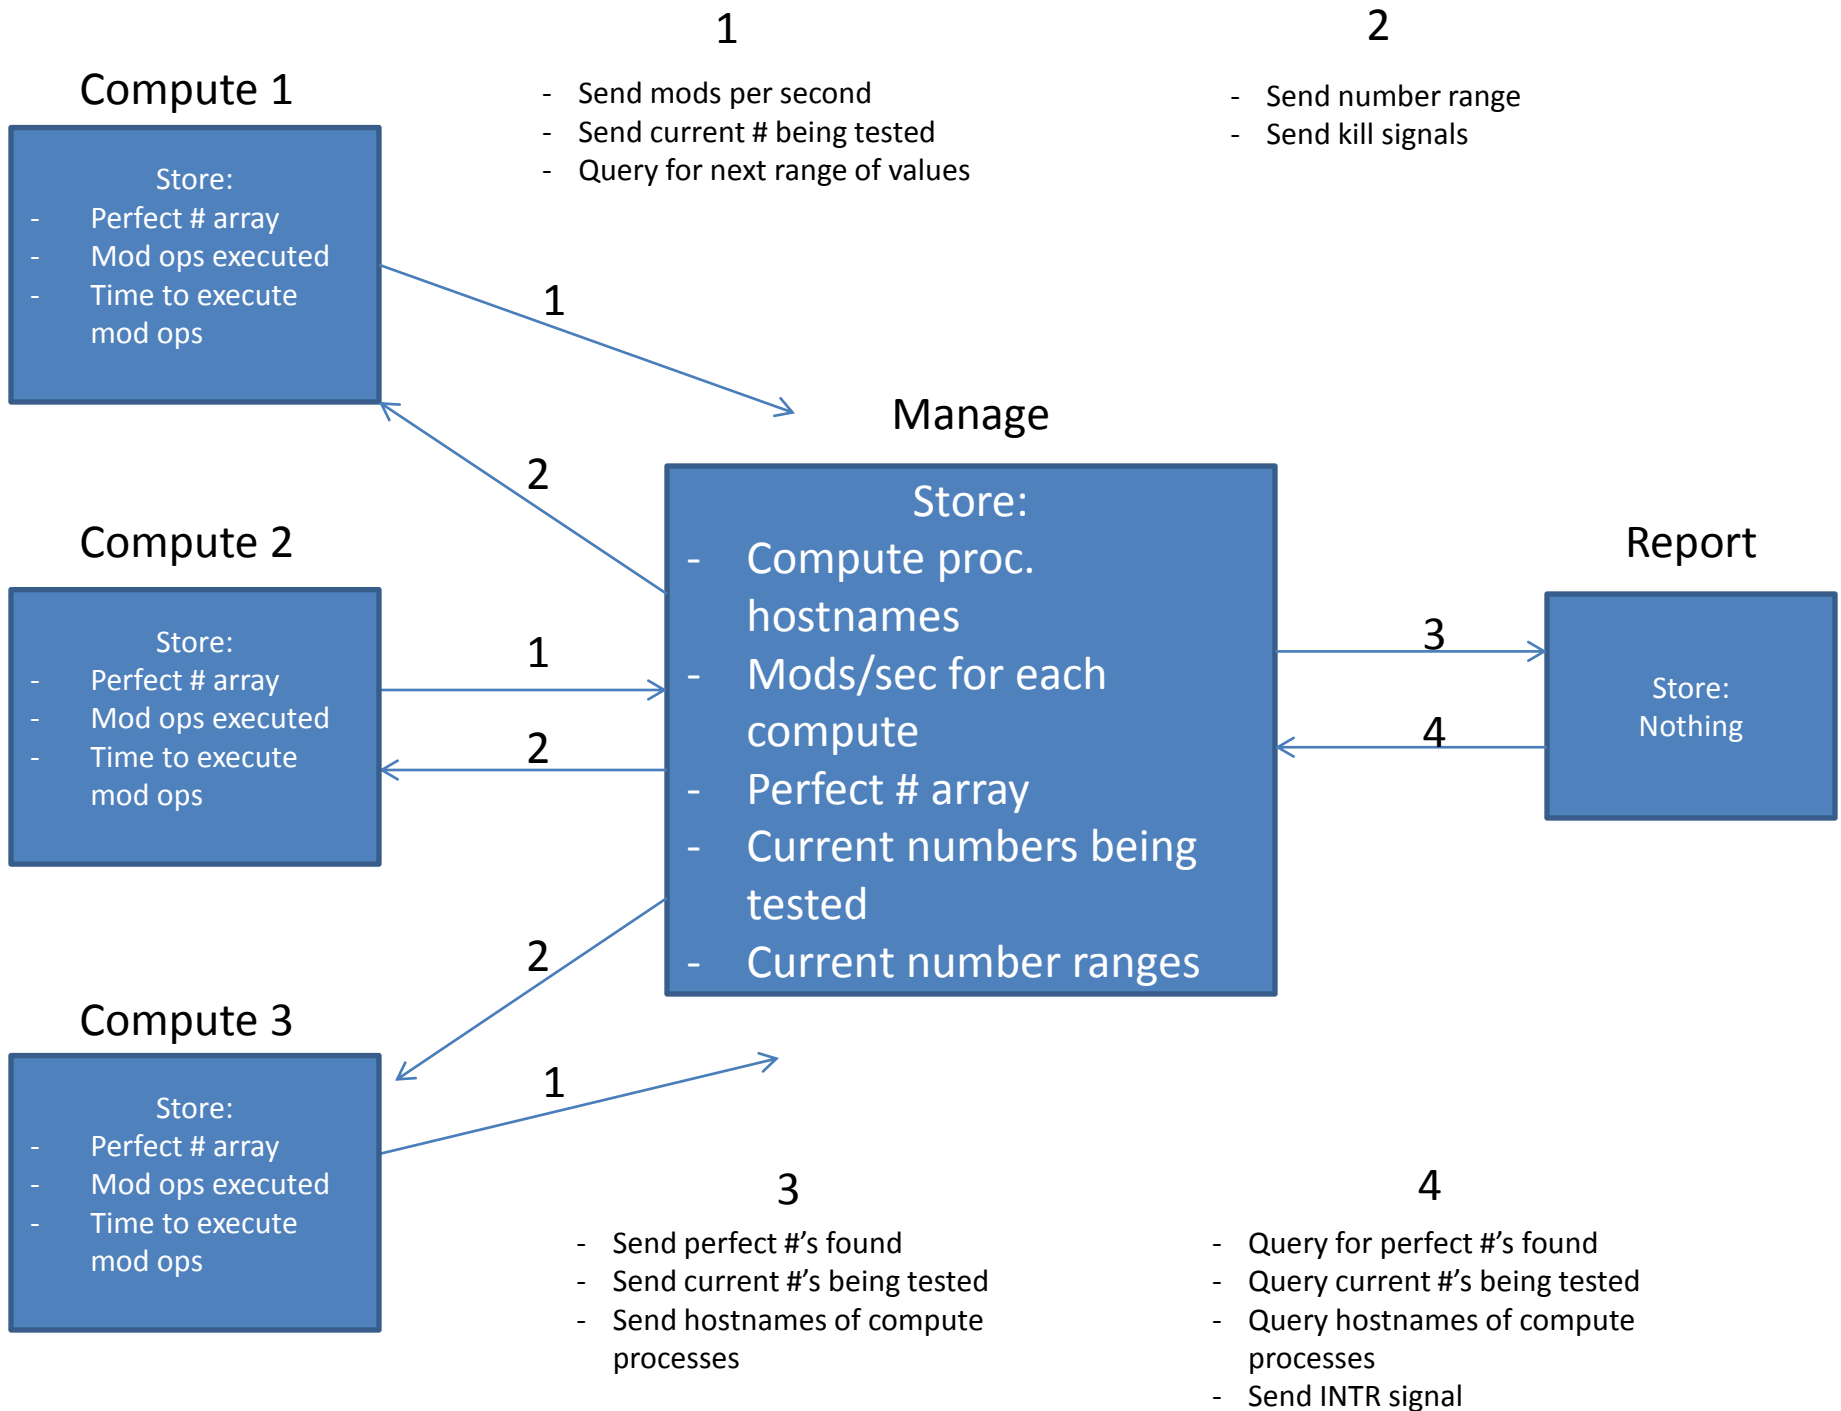 1
- Send mods per second
- Send current # being tested
- Query for next range of values
2
- Send number range
- Send kill signals
Compute 1
Store:
- Perfect # array
- Mod ops executed
- Time to execute
mod ops
1
2
Compute 2
Store:
- Perfect # array
- Mod ops executed
- Time to execute
mod ops
1
2
Compute 3
Store:
- Perfect # array
- Mod ops executed
- Time to execute
mod ops
2
1
Manage
Store:
- Compute proc.
hostnames
- Mods/sec for each
compute
- Perfect # array
- Current numbers being
tested
- Current number ranges
3
4
Report
Store:
Nothing
3
- Send perfect #’s found
- Send current #’s being tested
- Send hostnames of compute
processes
4
- Query for perfect #’s found
- Query current #’s being tested
- Query hostnames of compute
processes
- Send INTR signal